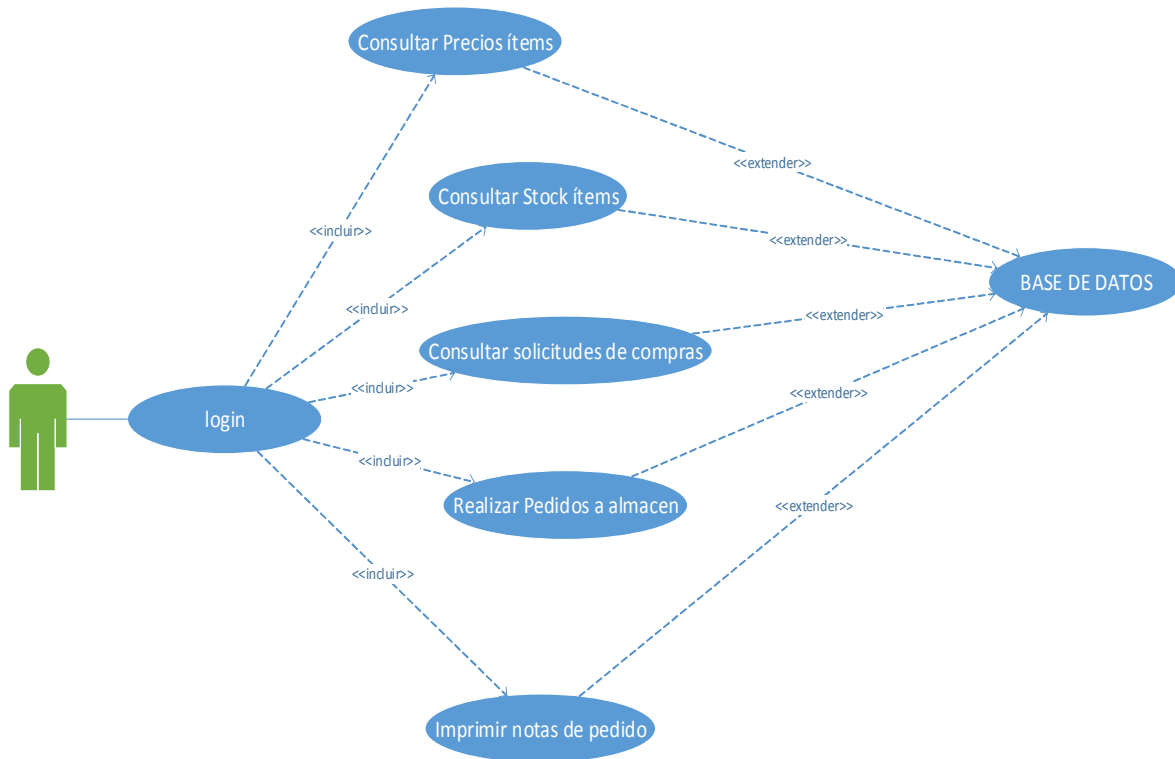 Consultar Precios ítems
<<extender>>
Consultar Stock ítems
<<incluir>>
<<extender>>
BASE DE DATOS
<<incluir>>
<<extender>>
Consultar solicitudes de compras
<<incluir>>
<<extender>>
login
<<incluir>>
Realizar Pedidos a almacen
<<extender>>
<<incluir>>
Imprimir notas de pedido